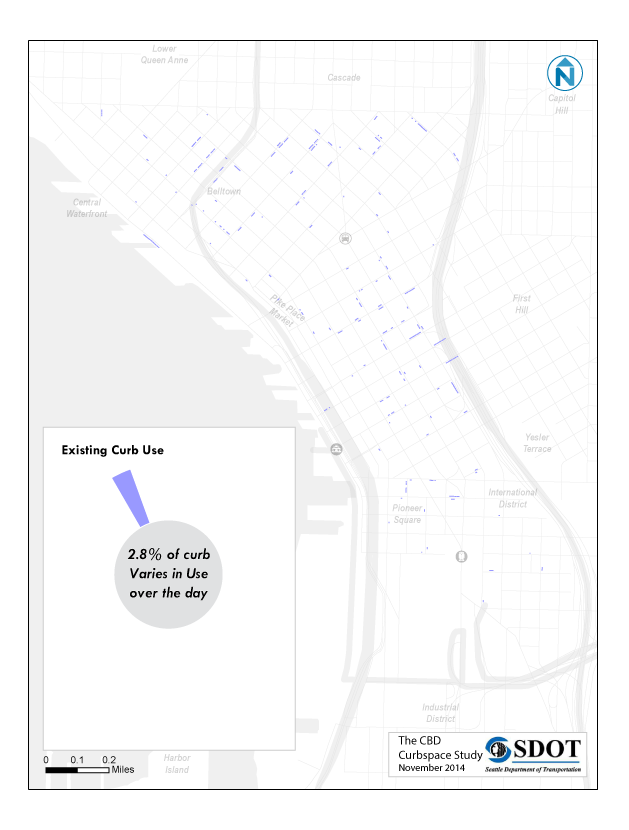 Lower
Queen Anne
Cascade
N
Capitol
Hill
Belltown
Central
Waterfront
Pike Place
Market
First
Hill
Existing Curb Use
2.8% of curb
Varies in Use
over the day
Yesler
Terrace
International
District
Pioneer
Square
Industrial
District
Harbor
Island
0 0.1 0.2
Miles
The CBD
Curbspace Study
November 2014
SDOT
Seattle Department of Transportation